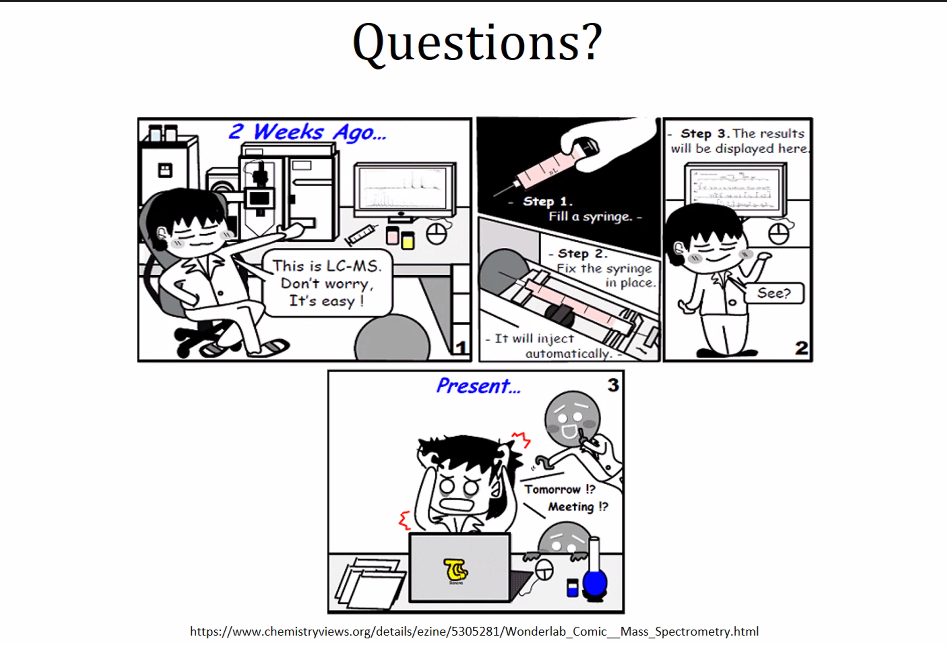 Questions?
2 Weeks Ago...
This is LC-MS.
Don't worry,
It's easy !
1
- Step 1.
Fill a syringe. -
- Step 2.
Fix the syringe
in place.
- It will inject
automatically. -
- Step 3. The results
will be displayed here.
See?
2
Present...
3
Tomorrow !?
Meeting !?
https://www.chemistryviews.org/details/ezine/5305281/Wonderlab_Comic__Mass_Spectrometry.html